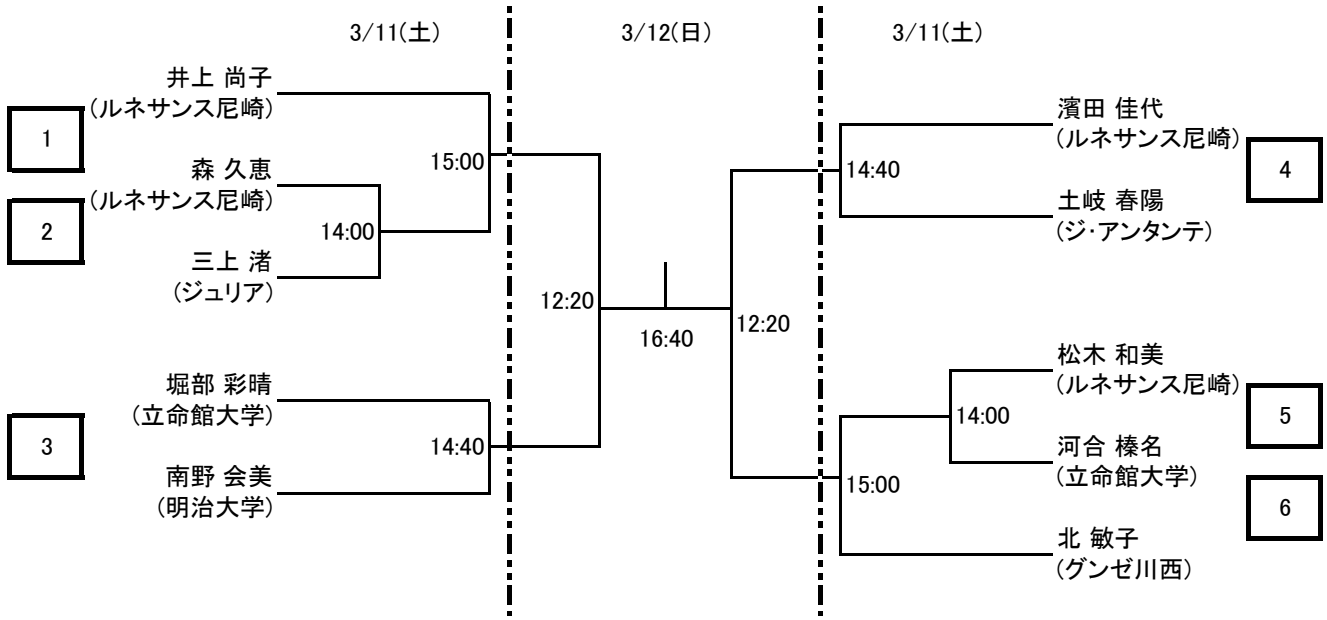 3/11(土)
3/12(日)
3/11(土)
井上 尚子
(ルネサンス尼崎)
1
森 久恵
(ルネサンス尼崎)
2
三上 渚
(ジュリア)
15:00
14:00
堀部 彩晴
(立命館大学)
3
南野 会美
(明治大学)
14:40
12:20
16:40
12:20
濱田 佳代
(ルネサンス尼崎)
14:40
4
土岐 春陽
(ジ・アンタンテ)
松木 和美
(ルネサンス尼崎)
14:00
5
河合 榛名
(立命館大学)
15:00
6
北 敏子
(グンゼ川西)